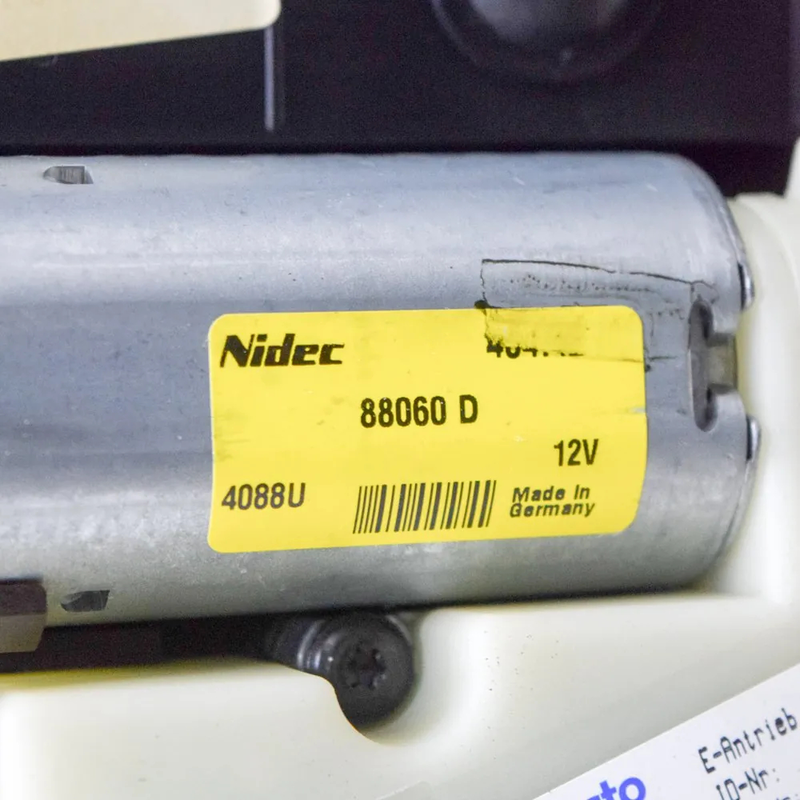 Nidec
88060 D
12V
4088U
Made in
Germany
E-Antrieb
ID-Nr: